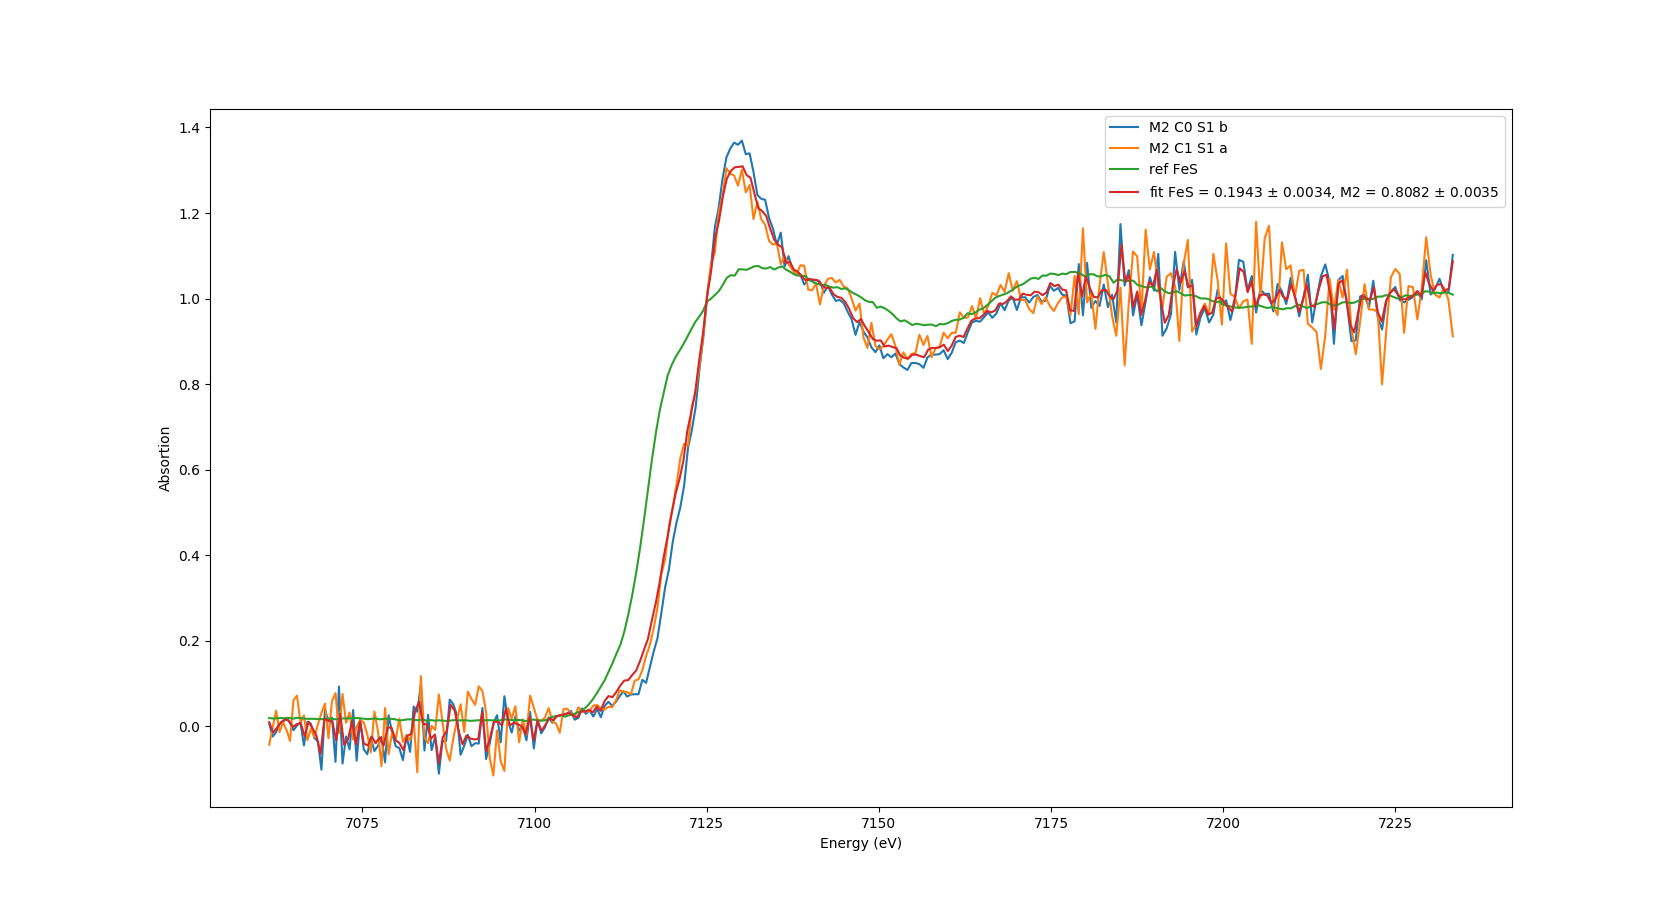 M2 C0 S1 b
M2 C1 S1 a
ref FeS
fit FeS = 0.1943 ± 0.0034, M2 = 0.8082 ± 0.0035
1.4
1.2
1.0
0.8
0.6
0.4
0.2
0.0
Absortion
7075 7100 7125 7150 7175 7200 7225
Energy (eV)